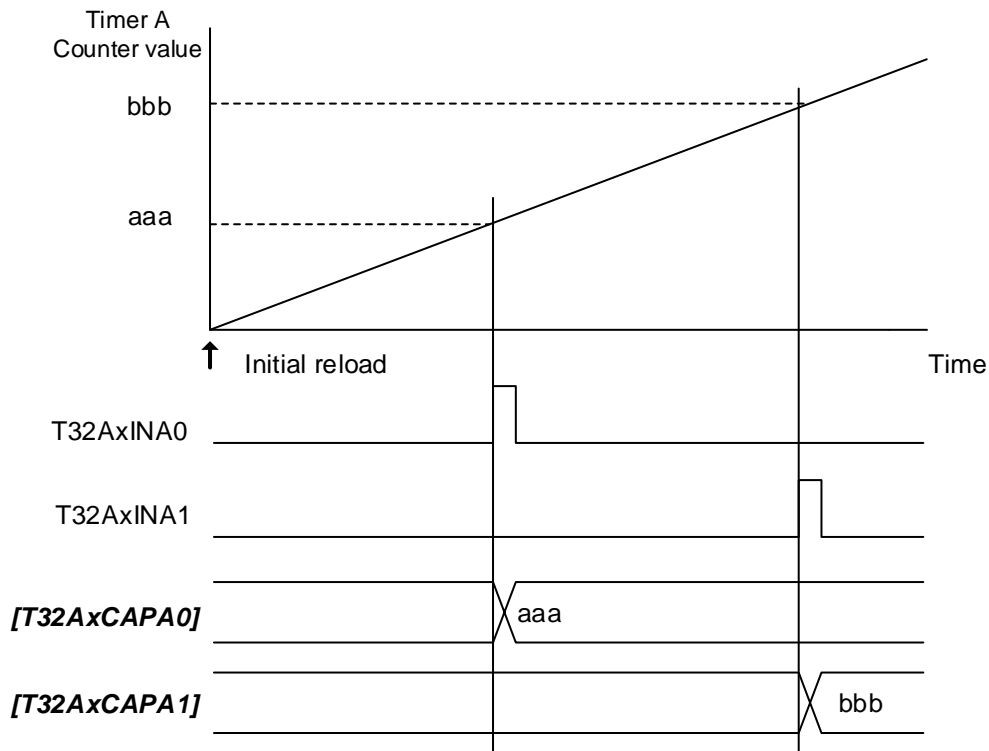 Timer A
Counter value
bbb
aaa
Initial reload
Time
T32AxINA0
T32AxINA1
[T32AxCAPA0]
aaa
[T32AxCAPA1]
bbb